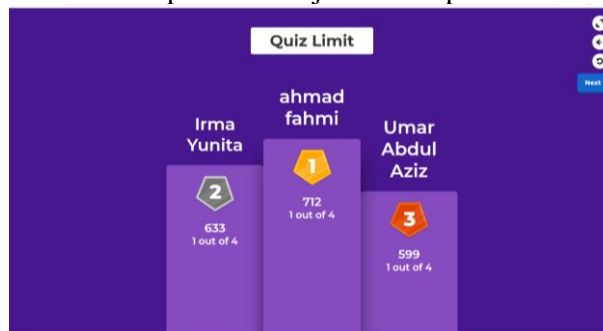 Quiz Limit
Next
ahmad
fahmi
1
712
1 out of 4
Irma
Yunita
2
633
1 out of 4
Umar
Abdul
Aziz
3
599
1 out of 4